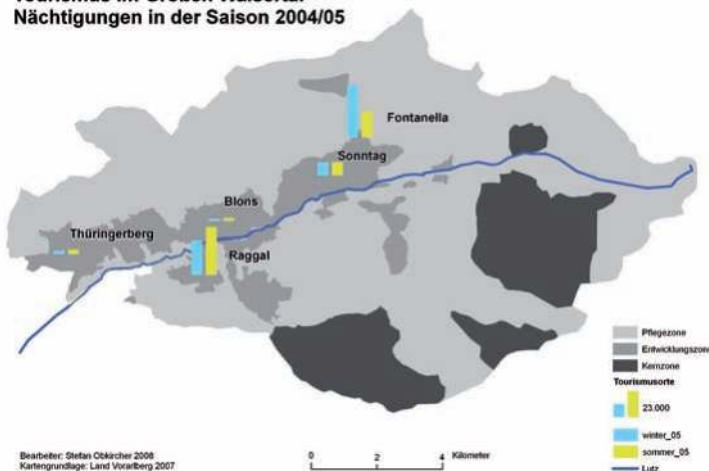 Nächtigungen in der Saison 2004/05
Fontanella
Sonntag
Blons
Thüringerberg
Raggal
Pflegezone
Entwicklungszone
Kernzone
Tourismusorte
23.000
winter_05
sommer_05
Lutz
Bearbeiter: Stefan Obkircher 2008
Kartengrundlage: Land Vorarlberg 2007
0 2 4 Kilometer